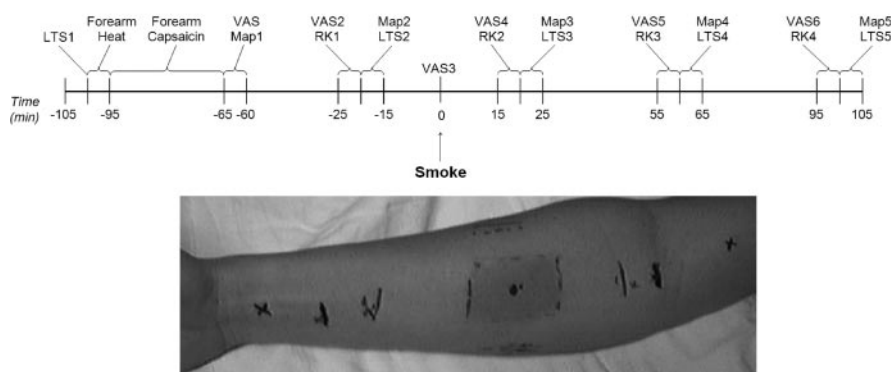 Forearm Forearm VAS VAS2 Map2 VAS4 Map3 VAS5 Map4 VAS6 Map5
LTS1 Heat Capsaicin Map1 RK1 LTS2 RK2 LTS3 RK3 LTS4 RK4 LTS5
VAS3
Time
(min)
-105 -95 -65 -60 -25 -15 0 15 25 55 65 95 105
Smoke